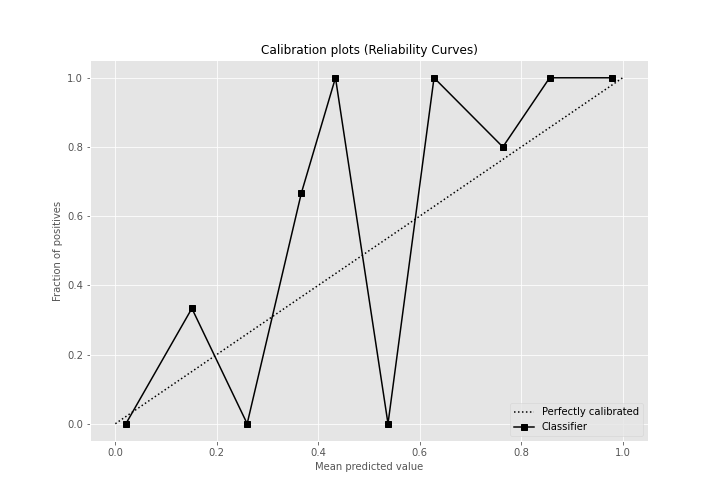 Calibration plots (Reliability Curves)
1.0
0.8
0.6
0.4
0.2
0.0
Fraction of positives
Perfectly calibrated
Classifier
0.0 0.2 0.4 0.6 0.8 1.0
Mean predicted value